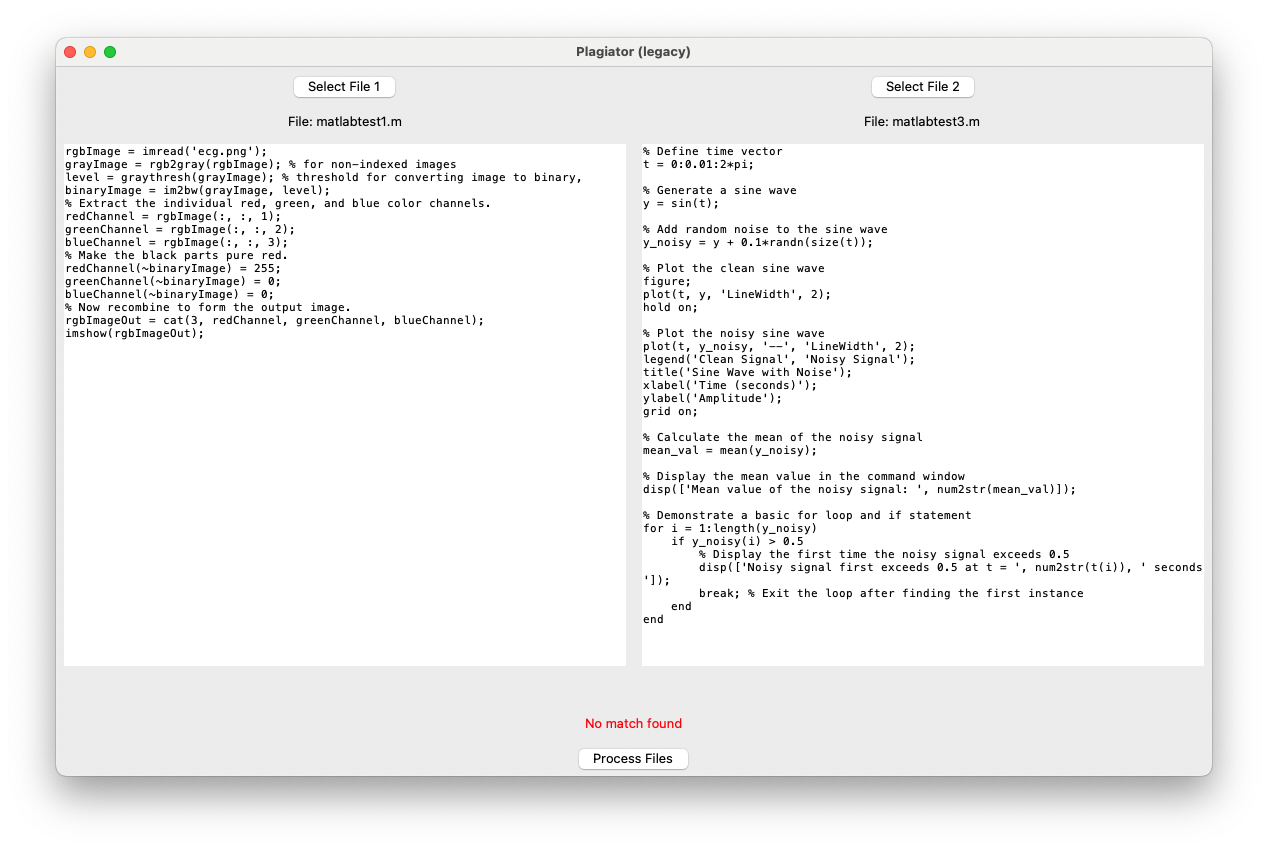 Plagiator (legacy)
Select File 1
File: matlabtest1.m
rgbImage = imread('ecg.png');
grayImage = rgb2gray(rgbImage); % for non-indexed images
level = graythresh(grayImage); % threshold for converting image to binary,
binaryImage = im2bw(grayImage, level);
% Extract the individual red, green, and blue color channels.
redChannel = rgbImage(:, :, 1);
greenChannel = rgbImage(:, :, 2);
blueChannel = rgbImage(:, :, 3);
% Make the black parts pure red.
redChannel(~binaryImage) = 255;
greenChannel(~binaryImage) = 0;
blueChannel(~binaryImage) = 0;
% Now recombine to form the output image.
rgbImageOut = cat(3, redChannel, greenChannel, blueChannel);
imshow(rgbImageOut);
Select File 2
File: matlabtest3.m
% Define time vector
t = 0:0.01:2*pi;

% Generate a sine wave
y = sin(t);

% Add random noise to the sine wave
y_noisy = y + 0.1*randn(size(t));

% Plot the clean sine wave
figure;
plot(t, y, 'LineWidth', 2);
hold on;

% Plot the noisy sine wave
plot(t, y_noisy, '--', 'LineWidth', 2);
legend('Clean Signal', 'Noisy Signal');
title('Sine Wave with Noise');
xlabel('Time (seconds)');
ylabel('Amplitude');
grid on;

% Calculate the mean of the noisy signal
mean_val = mean(y_noisy);

% Display the mean value in the command window
disp(['Mean value of the noisy signal: ', num2str(mean_val)]);

% Demonstrate a basic for loop and if statement
for i = 1:length(y_noisy)
    if y_noisy(i) > 0.5
        % Display the first time the noisy signal exceeds 0.5
        disp(['Noisy signal first exceeds 0.5 at t = ', num2str(t(i)), ' seconds
']);
        break; % Exit the loop after finding the first instance
    end
end
No match found
Process Files